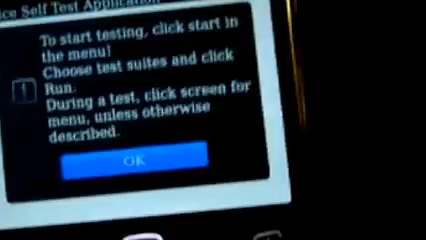 ice Self Test Application
To start testing, click start in
the menu!
Choose test suites and click
Run.
During a test, click screen for
menu, unless otherwise
described.
OK